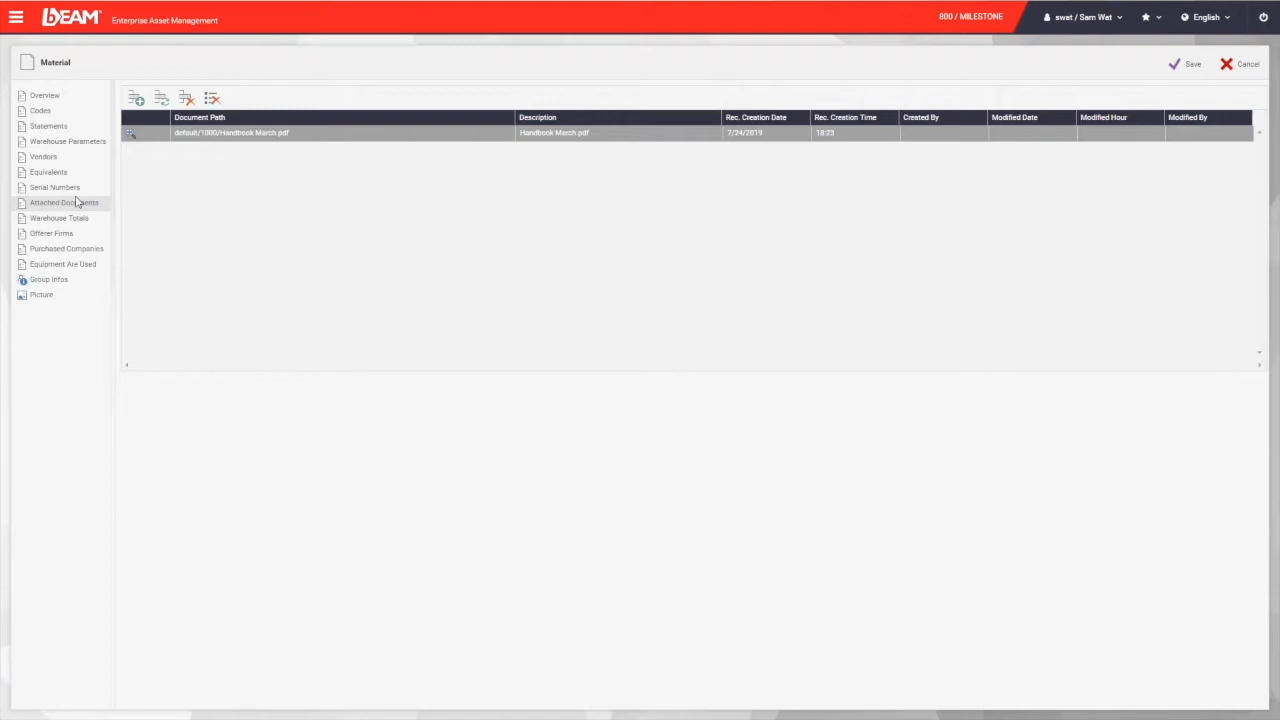 bEAM Enterprise Asset Management
800 / MILESTONE
swat / Sam Wat
English
Material
Save
Cancel
Overview
Codes
Statements
Warehouse Parameters
Vendors
Equivalents
Serial Numbers
Attached Documents
Warehouse Totals
Offerer Firms
Purchased Companies
Equipment Are Used
Group Infos
Picture
Document Path Description Rec. Creation Date Rec. Creation Time Created By Modified Date Modified Hour Modified By
default/1000/Handbook March.pdf Handbook March.pdf 7/24/2019 18:23